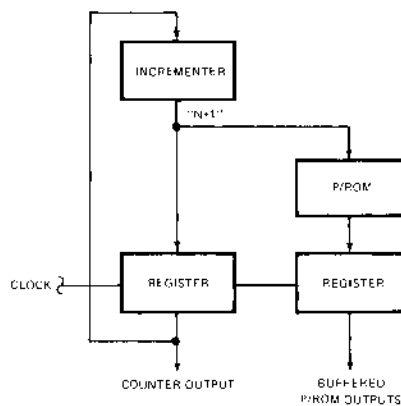 INCREMENTER
"N+1"
P/ROM
CLOCK
REGISTER
REGISTER
COUNTER OUTPUT
BUFFERED
P/ROM OUTPUTS